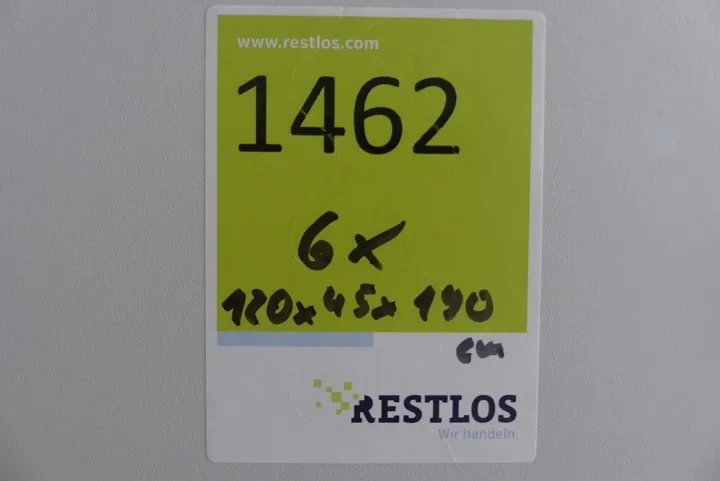 www.restlos.com
1462
6x
120x45x190
cm
RESTLOS
Wir handeln.